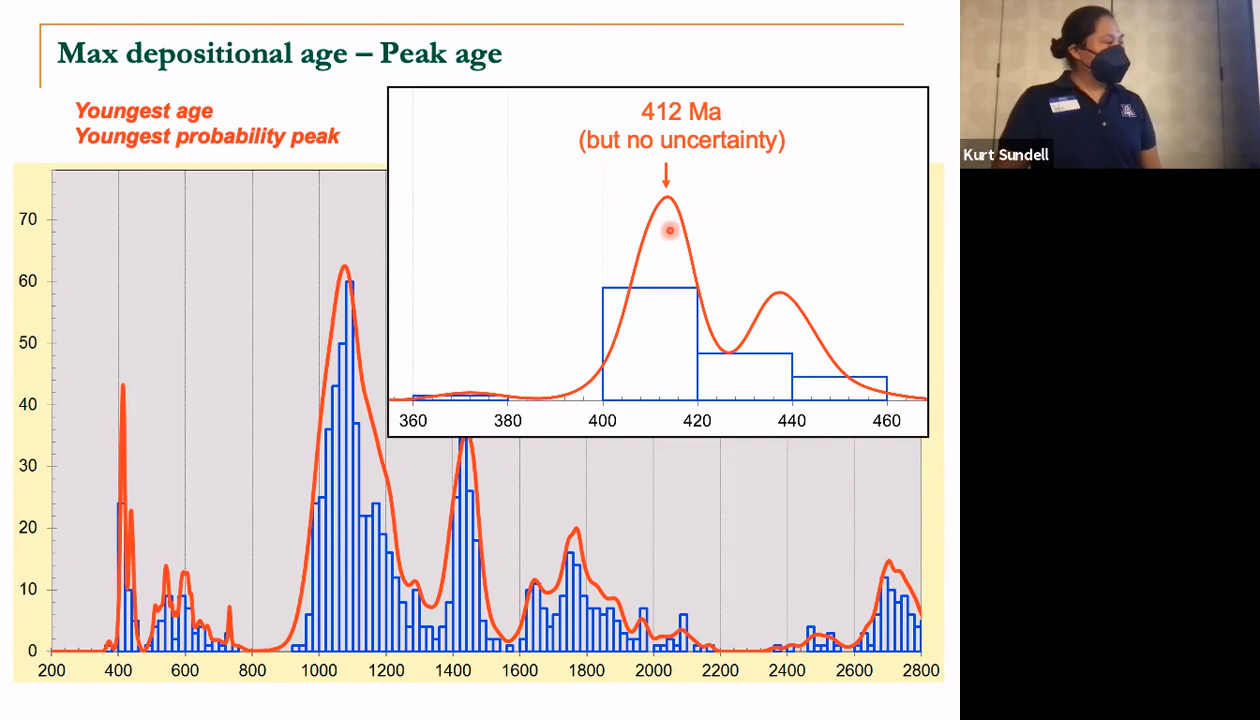 Max depositional age – Peak age
Youngest age
Youngest probability peak
412 Ma
(but no uncertainty)
360 380 400 420 440 460
70
60
50
40
30
20
10
0
200 400 600 800 1000 1200 1400 1600 1800 2000 2200 2400 2600 2800
Kurt Sundell